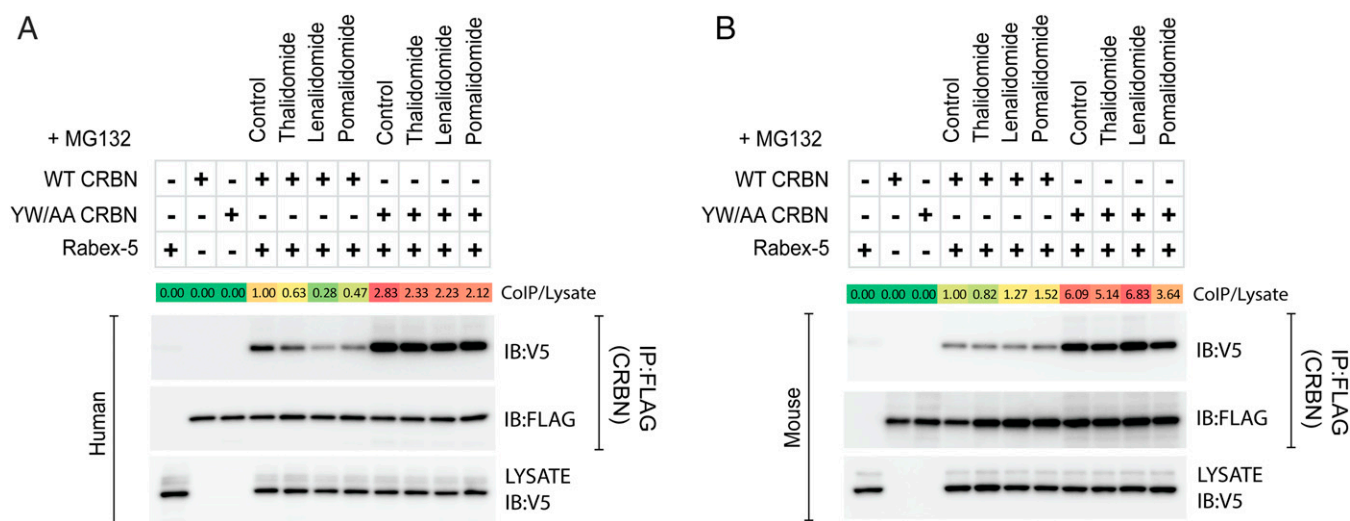 A
Control
Thalidomide
Lenalidomide
Pomalidomide
Control
Thalidomide
Lenalidomide
Pomalidomide
+ MG132
WT CRBN - + - + + + + - - - -
YW/AA CRBN - - + - - - - + + + +
Rabex-5 + - - + + + + + + + +
0.00 0.00 0.00 1.00 0.63 0.28 0.47 2.83 2.33 2.23 2.12 CoIP/Lysate
IB:V5
IB:FLAG
IP:FLAG
(CRBN)
LYSATE
IB:V5
Human
B
Control
Thalidomide
Lenalidomide
Pomalidomide
Control
Thalidomide
Lenalidomide
Pomalidomide
+ MG132
WT CRBN - + - + + + + - - - -
YW/AA CRBN - - + - - - - + + + +
Rabex-5 + - - + + + + + + + +
0.00 0.00 0.00 1.00 0.82 1.27 1.52 6.09 5.14 6.83 3.64 CoIP/Lysate
IB:V5
IB:FLAG
IP:FLAG
(CRBN)
LYSATE
IB:V5
Mouse